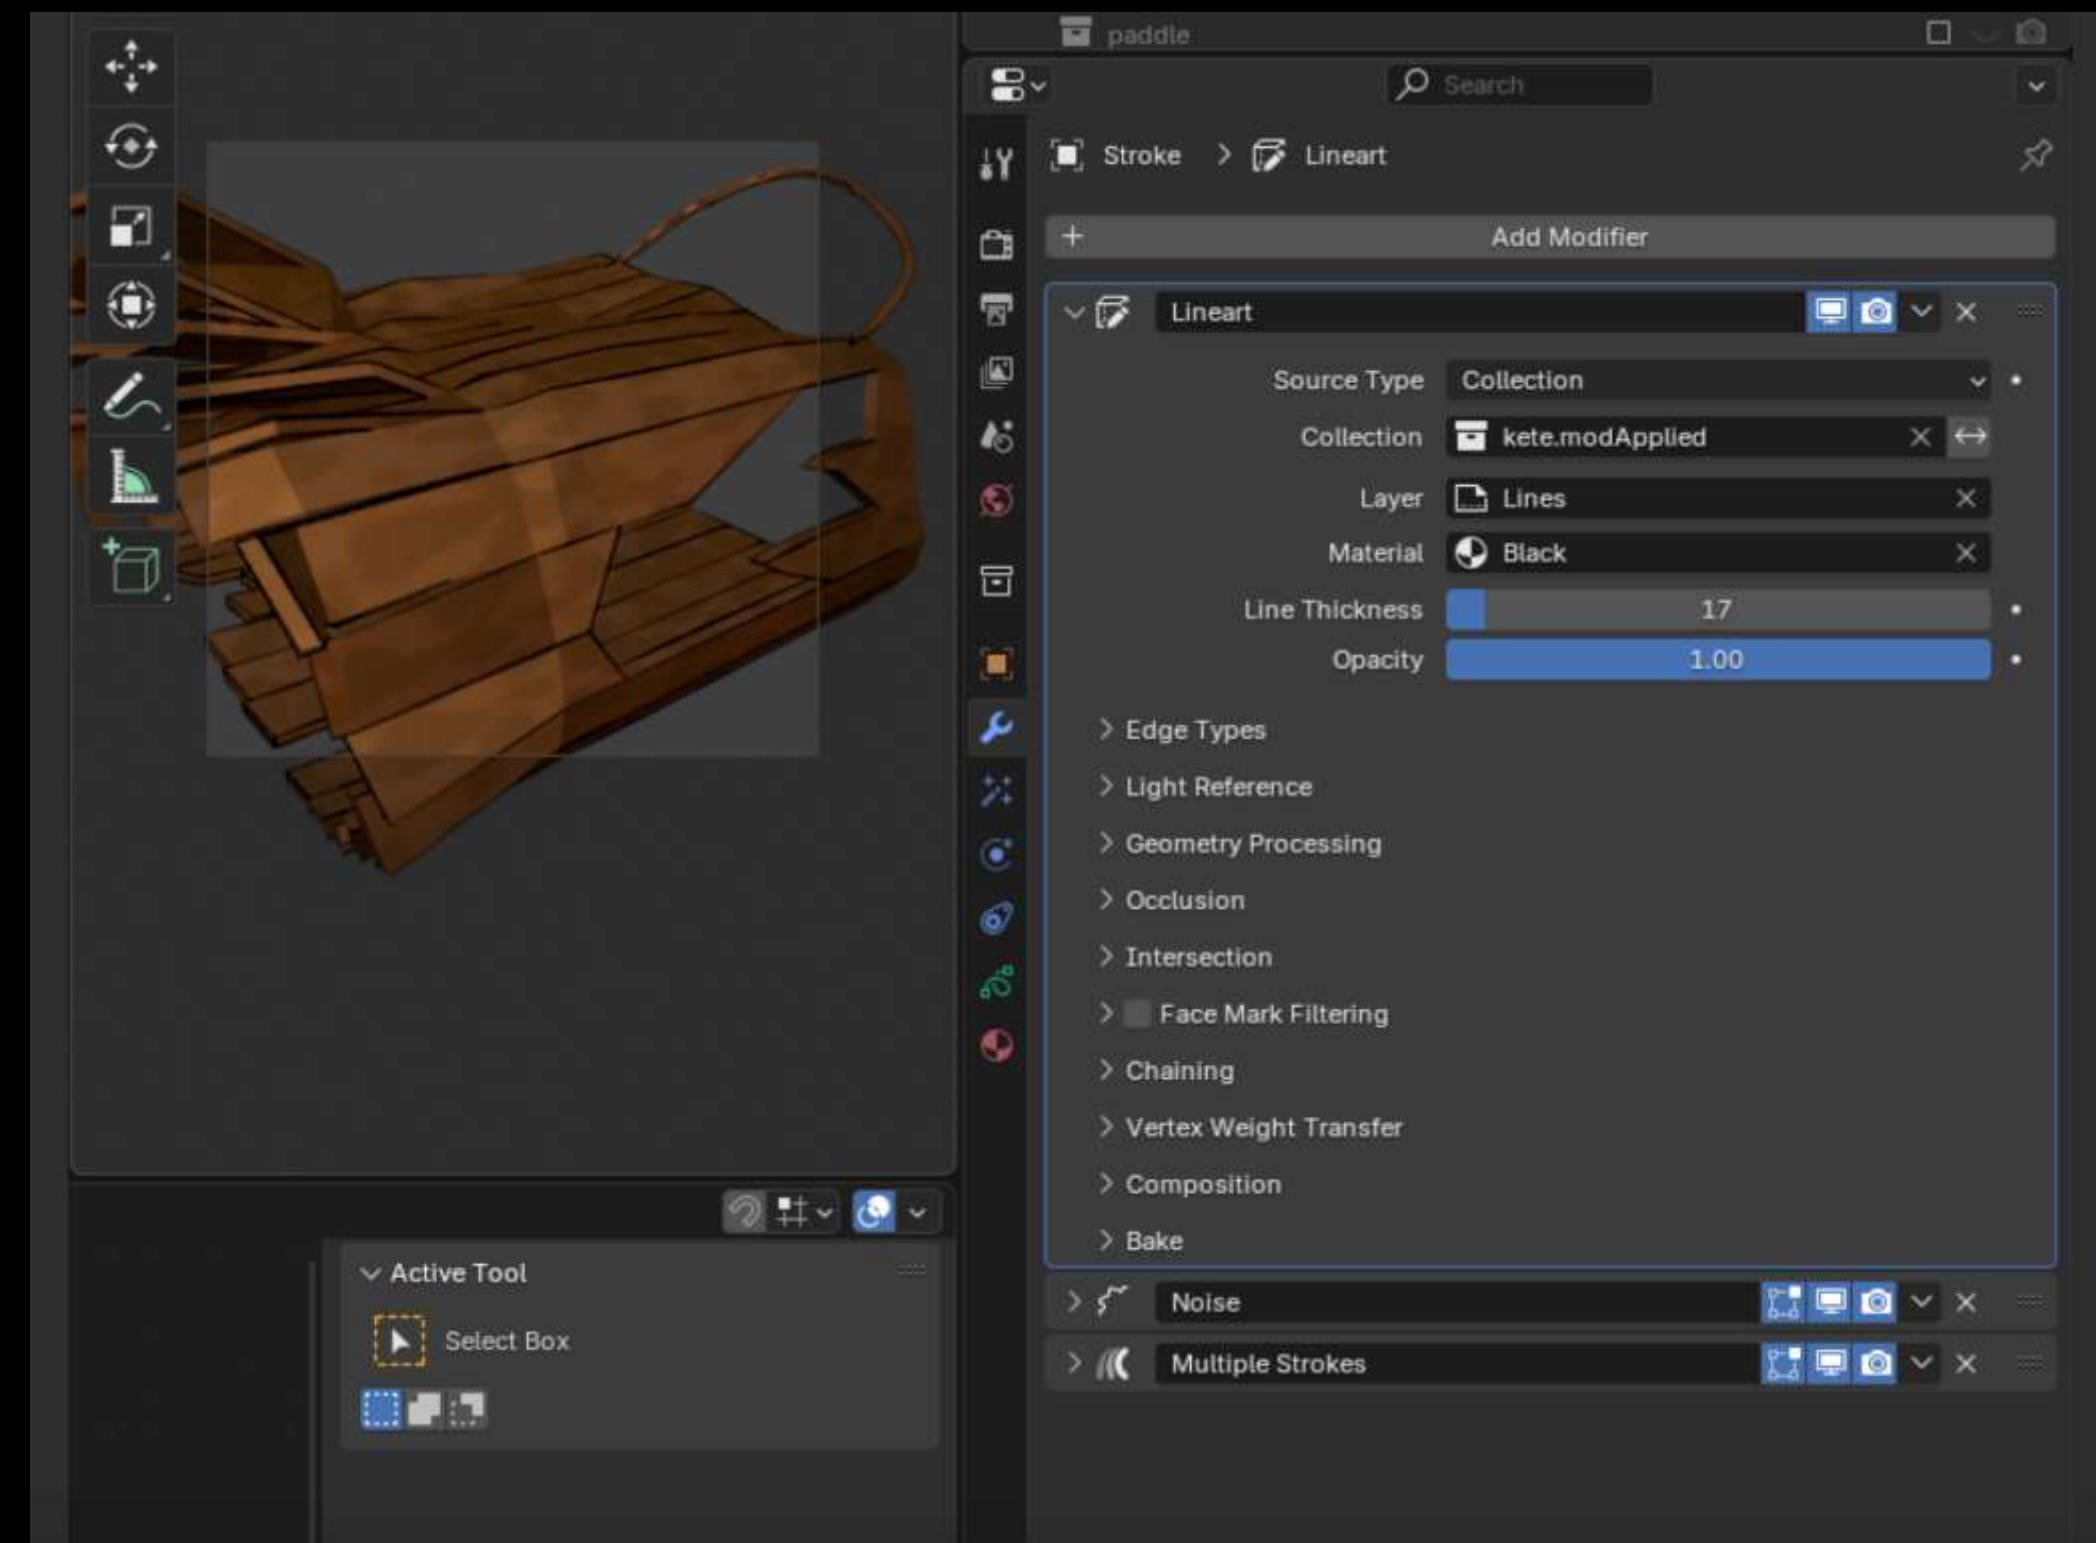 paddle
Search
Stroke > Lineart
+ Add Modifier
Lineart
Source Type Collection
Collection kete.modApplied
Layer Lines
Material Black
Line Thickness 17
Opacity 1.00
Edge Types
Light Reference
Geometry Processing
Occlusion
Intersection
Face Mark Filtering
Chaining
Vertex Weight Transfer
Composition
Bake
Noise
Multiple Strokes
Active Tool
Select Box